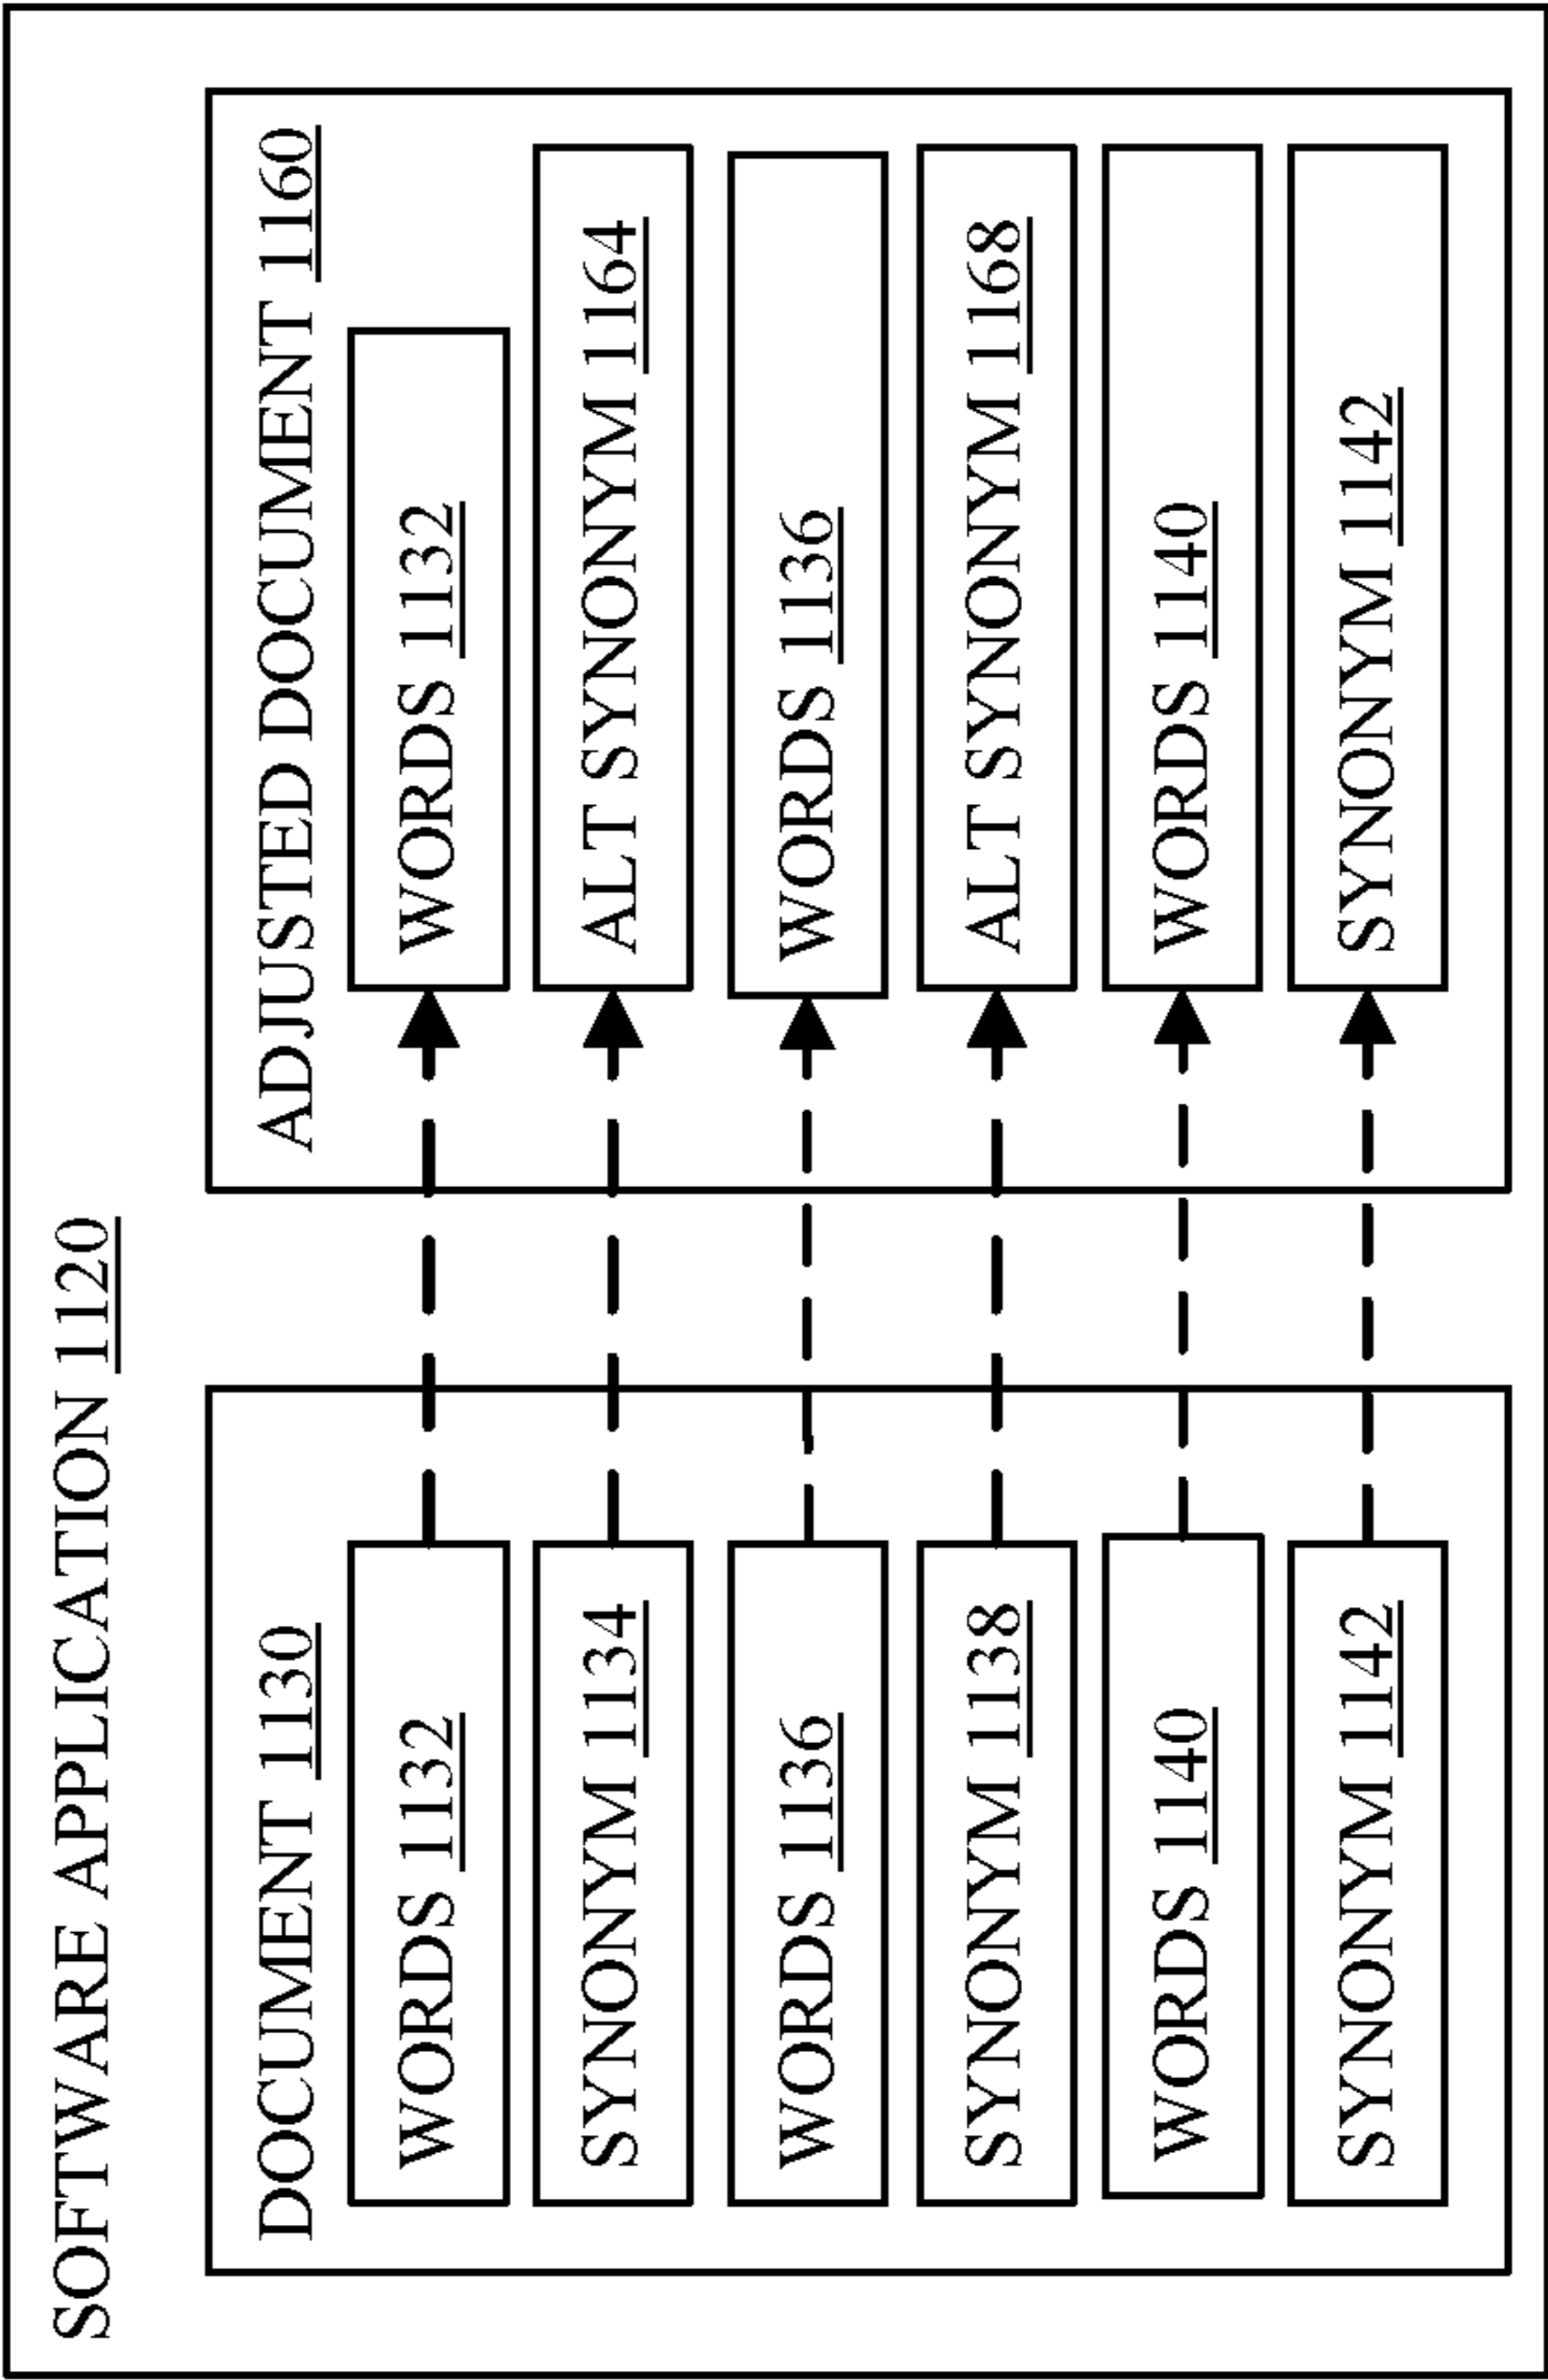 SOFTWARE APPLICATION 1120
DOCUMENT 1130
WORDS 1132
SYNONYM 1134
WORDS 1136
SYNONYM 1138
WORDS 1140
SYNONYM 1142
ADJUSTED DOCUMENT 1160
WORDS 1132
ALT SYNONYM 1164
WORDS 1136
ALT SYNONYM 1168
WORDS 1140
SYNONYM 1142